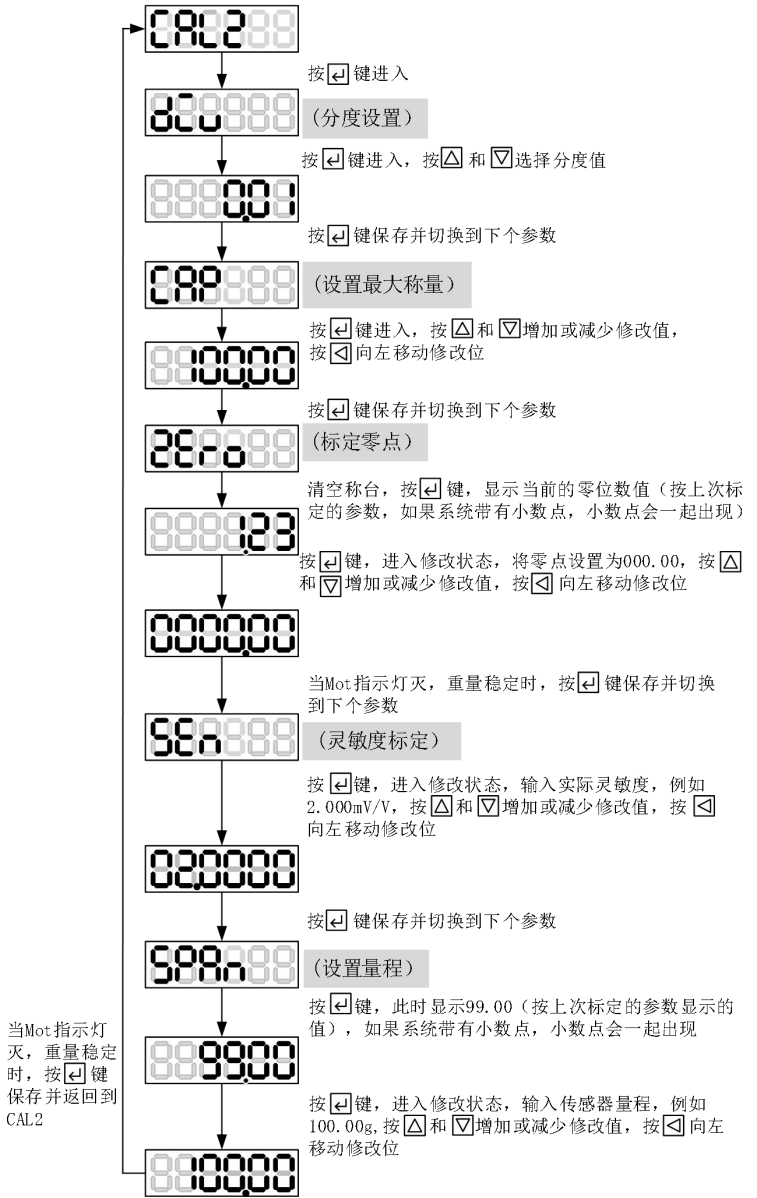 CAL2
按键进入
dCu
(分度设置)
按键进入，按和选择分度值
0.01
按键保存并切换到下个参数
CAP
(设置最大称量)
按键进入，按和增加或减少修改值，
按向左移动修改位
100.00
按键保存并切换到下个参数
ZEro
(标定零点)
清空称台，按键，显示当前的零位数值（按上次标
定的参数，如果系统带有小数点，小数点会一起出现）
1.23
按键，进入修改状态，将零点设置为000.00，按
和增加或减少修改值，按向左移动修改位
0000.00
当Mot指示灯灭，重量稳定时，按键保存并切换
到下个参数
SEn
(灵敏度标定)
按键，进入修改状态，输入实际灵敏度，例如
2.000mV/V，按和增加或减少修改值，按
向左移动修改位
02.0000
按键保存并切换到下个参数
SPAn
(设置量程)
按键，此时显示99.00（按上次标定的参数显示的
值），如果系统带有小数点，小数点会一起出现
99.00
按键，进入修改状态，输入传感器量程，例如
100.00g,按和增加或减少修改值，按向左
移动修改位
100.00
当Mot指示灯
灭，重量稳定
时，按键
保存并返回到
CAL2